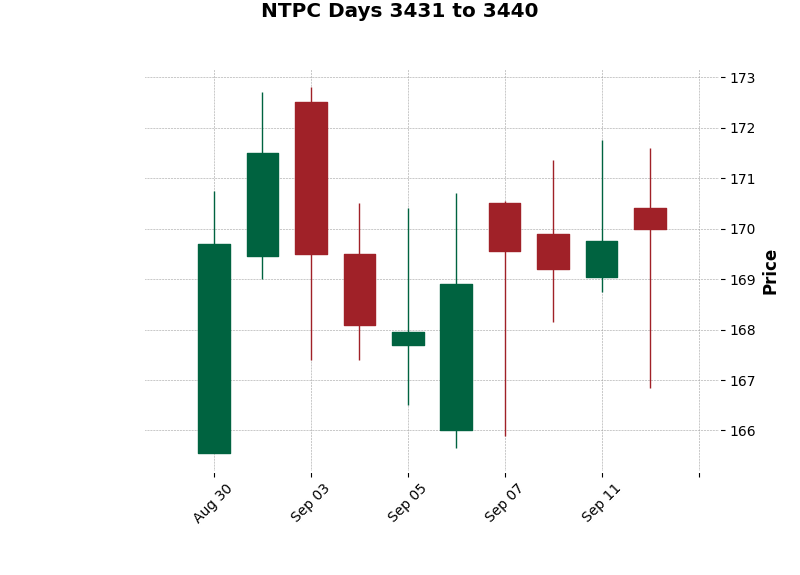 NTPC Days 3431 to 3440
173
172
171
170
169
168
167
166
Price
Aug 30
Sep 03
Sep 05
Sep 07
Sep 11